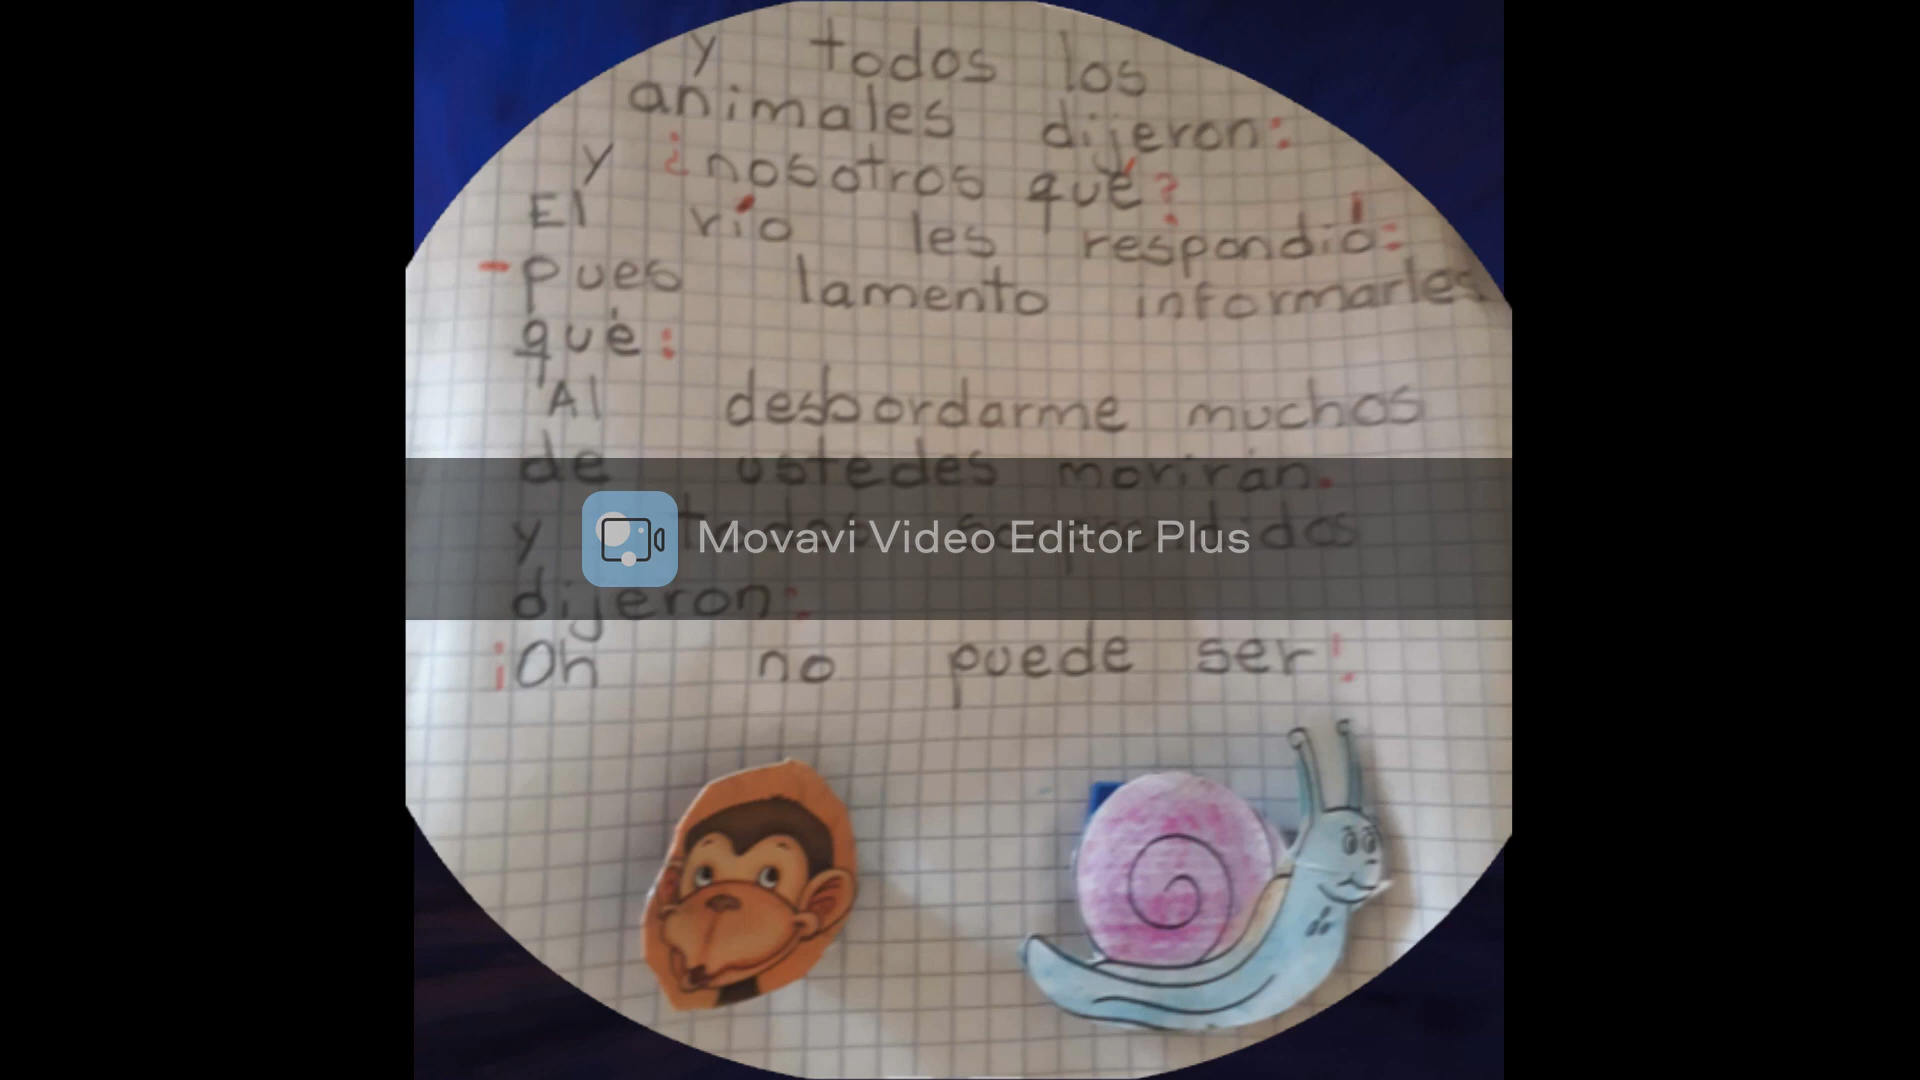 y todos los
animales dijeron:
y ¿nosotros qué?
El río les respondió:
-pues lamento informarles
qué:
Al desbordarme muchos
de ustedes morirán.
y
Movavi Video Editor Plus
dijeron:
¡Oh no puede ser!